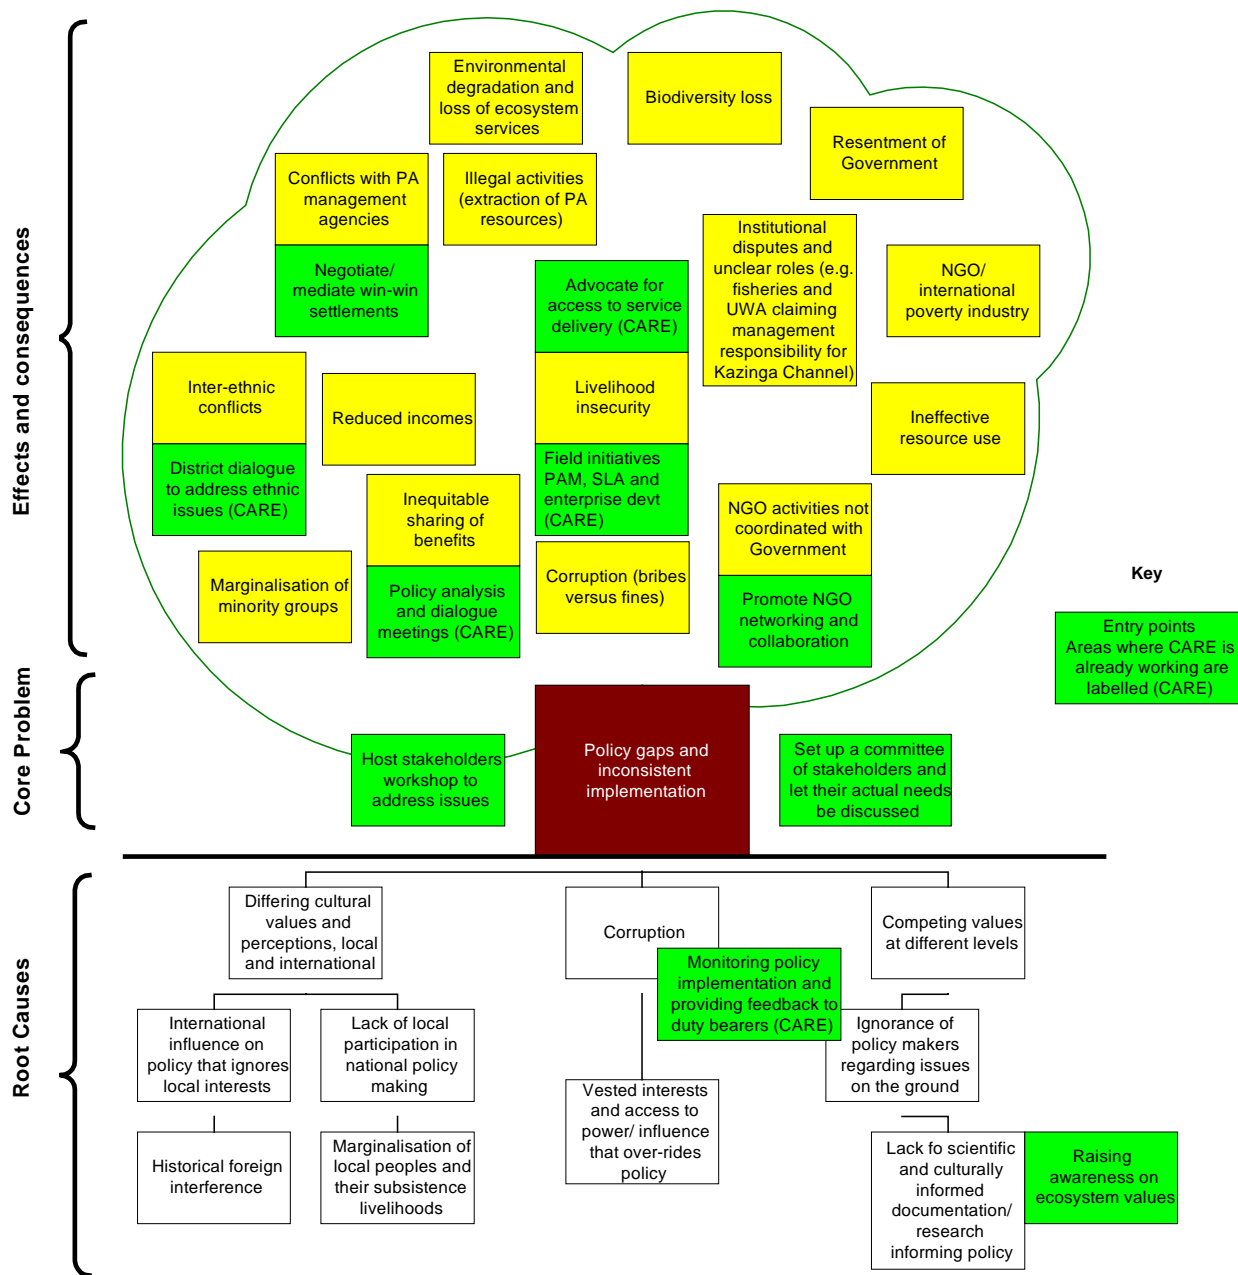 Effects and consequences
Environmental
degradation and
loss of ecosystem
services
Biodiversity loss
Resentment of
Government
Conflicts with PA
management
agencies
Illegal activities
(extraction of PA
resources)
Negotiate/
mediate win-win
settlements
Advocate for
access to service
delivery (CARE)
Institutional
disputes and
unclear roles (e.g.
fisheries and
UWA claiming
management
responsibility for
Kazinga Channel)
NGO/
international
poverty industry
Inter-ethnic
conflicts
Reduced incomes
Livelihood
insecurity
Ineffective
resource use
District dialogue
to address ethnic
issues (CARE)
Field initiatives
PAM, SLA and
enterprise devt
(CARE)
Inequitable
sharing of
benefits
NGO activities not
coordinated with
Government
Marginalisation of
minority groups
Policy analysis
and dialogue
meetings (CARE)
Corruption (bribes
versus fines)
Promote NGO
networking and
collaboration
Key
Entry points
Areas where CARE is
already working are
labelled (CARE)
Core Problem
Host stakeholders
workshop to
address issues
Policy gaps and
inconsistent
implementation
Set up a committee
of stakeholders and
let their actual needs
be discussed
Root Causes
Differing cultural
values and
perceptions, local
and international
Corruption
Competing values
at different levels
Monitoring policy
implementation and
providing feedback to
duty bearers (CARE)
International
influence on
policy that ignores
local interests
Lack of local
participation in
national policy
making
Ignorance of
policy makers
regarding issues
on the ground
Vested interests
and access to
power/ influence
that over-rides
policy
Historical foreign
interference
Marginalisation of
local peoples and
their subsistence
livelihoods
Lack fo scientific
and culturally
informed
documentation/
research
informing policy
Raising
awareness on
ecosystem values